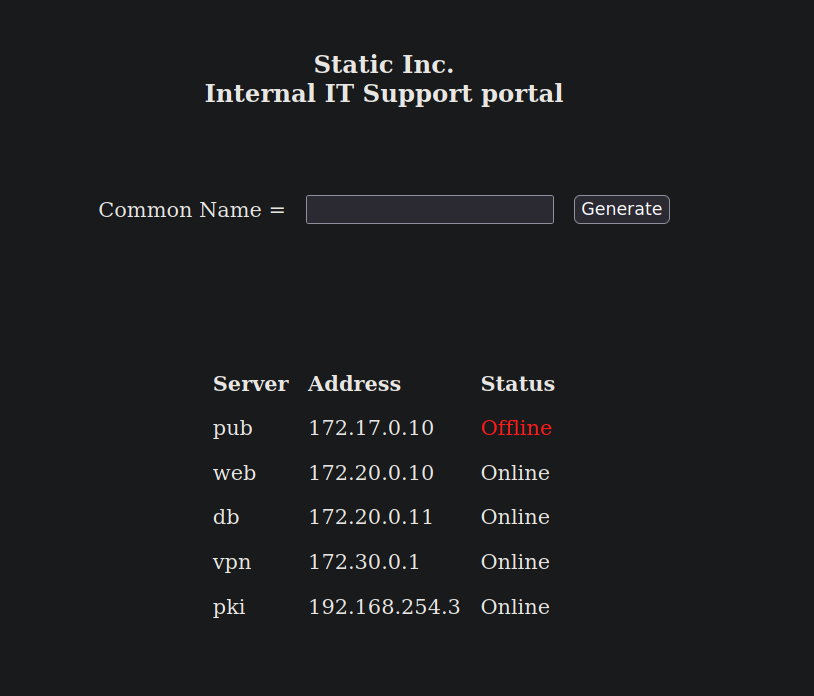 Static Inc.
Internal IT Support portal
Common Name = Generate
Server Address Status
pub 172.17.0.10 Offline
web 172.20.0.10 Online
db 172.20.0.11 Online
vpn 172.30.0.1 Online
pki 192.168.254.3 Online